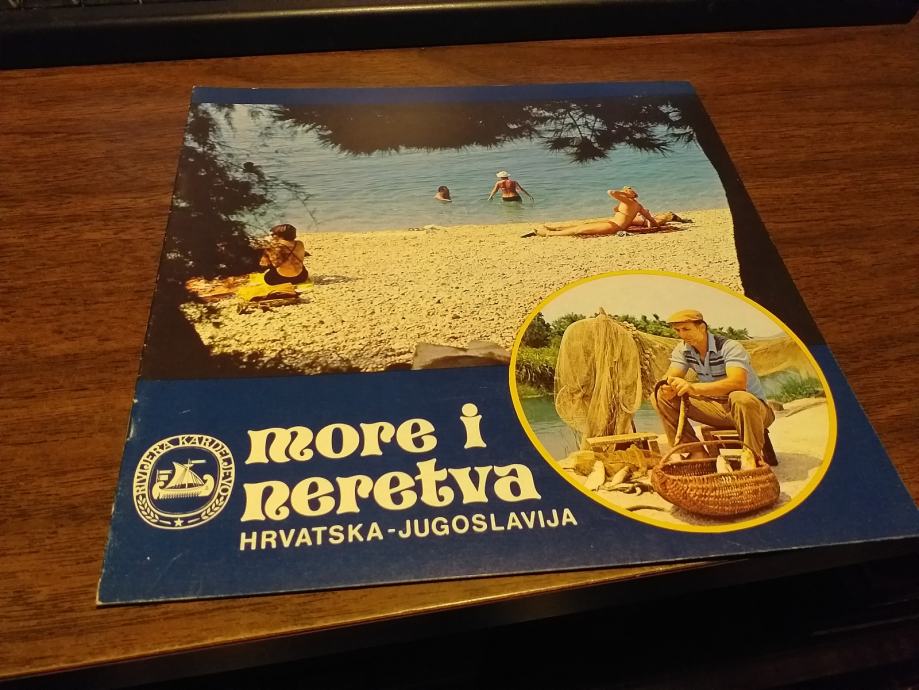 RIVIJERA KARDELJEVO
more i
neretva
HRVATSKA-JUGOSLAVIJA